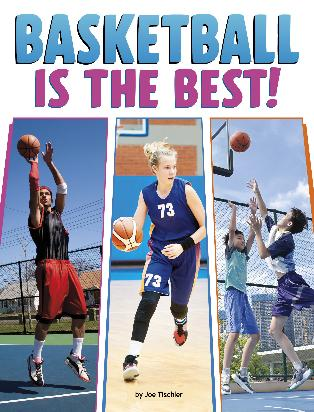 BASKETBALL
IS THE BEST!
73
73
by Joe Tischler